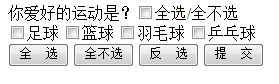 你爱好的运动是？全选/全不选
足球 篮球 羽毛球 乒乓球
全 选 全不选 反 选 提 交